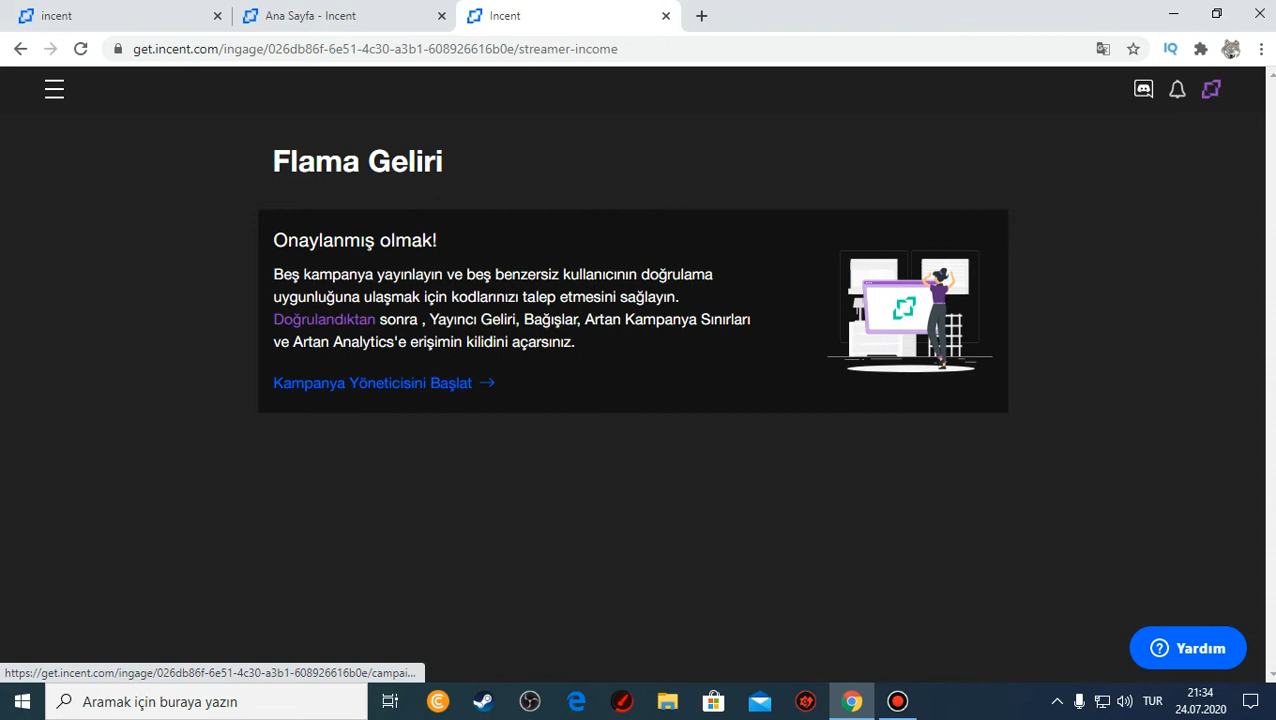 incent
Ana Sayfa - Incent
Incent
get.incent.com/ingage/026db86f-6e51-4c30-a3b1-608926616b0e/streamer-income
IQ
Flama Geliri
Onaylanmış olmak!
Beş kampanya yayınlayın ve beş benzersiz kullanıcının doğrulama
uygunluğuna ulaşmak için kodlarınızı talep etmesini sağlayın.
Doğrulandıktan sonra , Yayıncı Geliri, Bağışlar, Artan Kampanya Sınırları
ve Artan Analytics'e erişimin kilidini açarsınız.
Kampanya Yöneticisini Başlat →
Yardım
https://get.incent.com/ingage/026db86f-6e51-4c30-a3b1-608926616b0e/campai...
Aramak için buraya yazın
TUR
21:34
24.07.2020